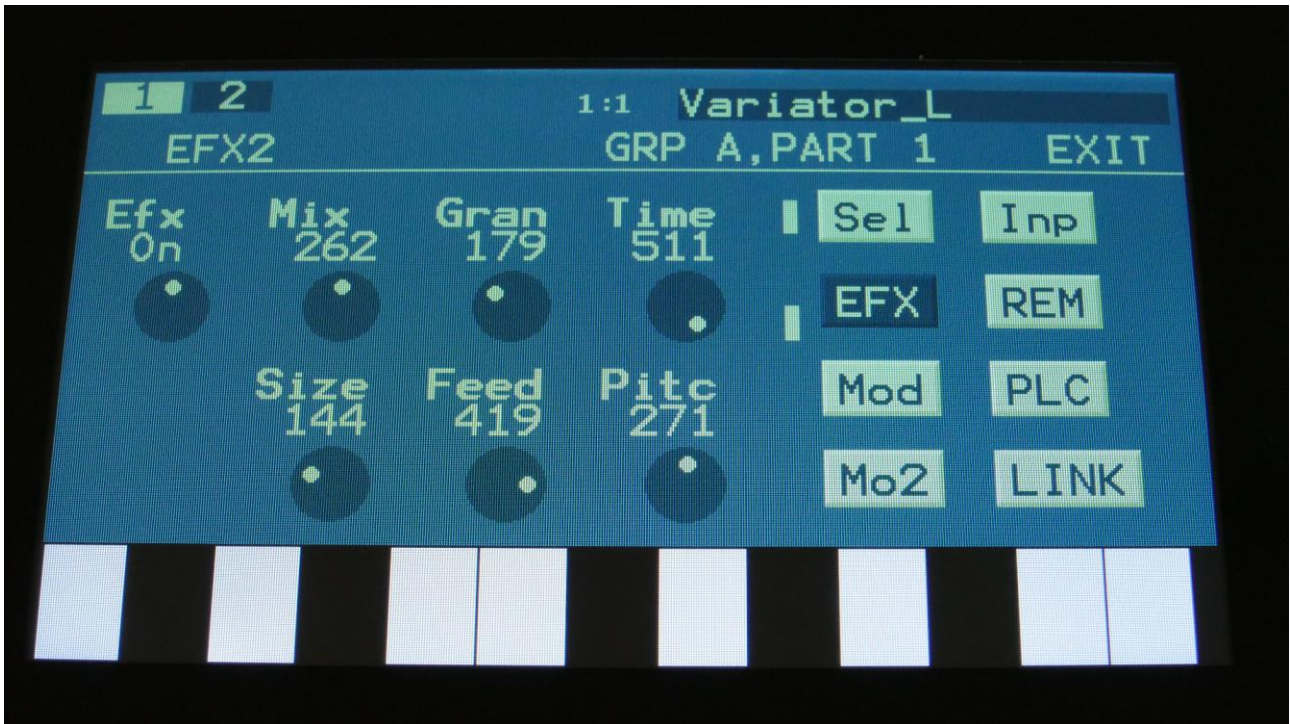 1 2 1:1 Variator_L
EFX2 GRP A,PART 1 EXIT
Efx Mix Gran Time Sel Inp
On 262 179 511
EFX REM
Size Feed Pitc Mod PLC
144 419 271
Mo2 LINK